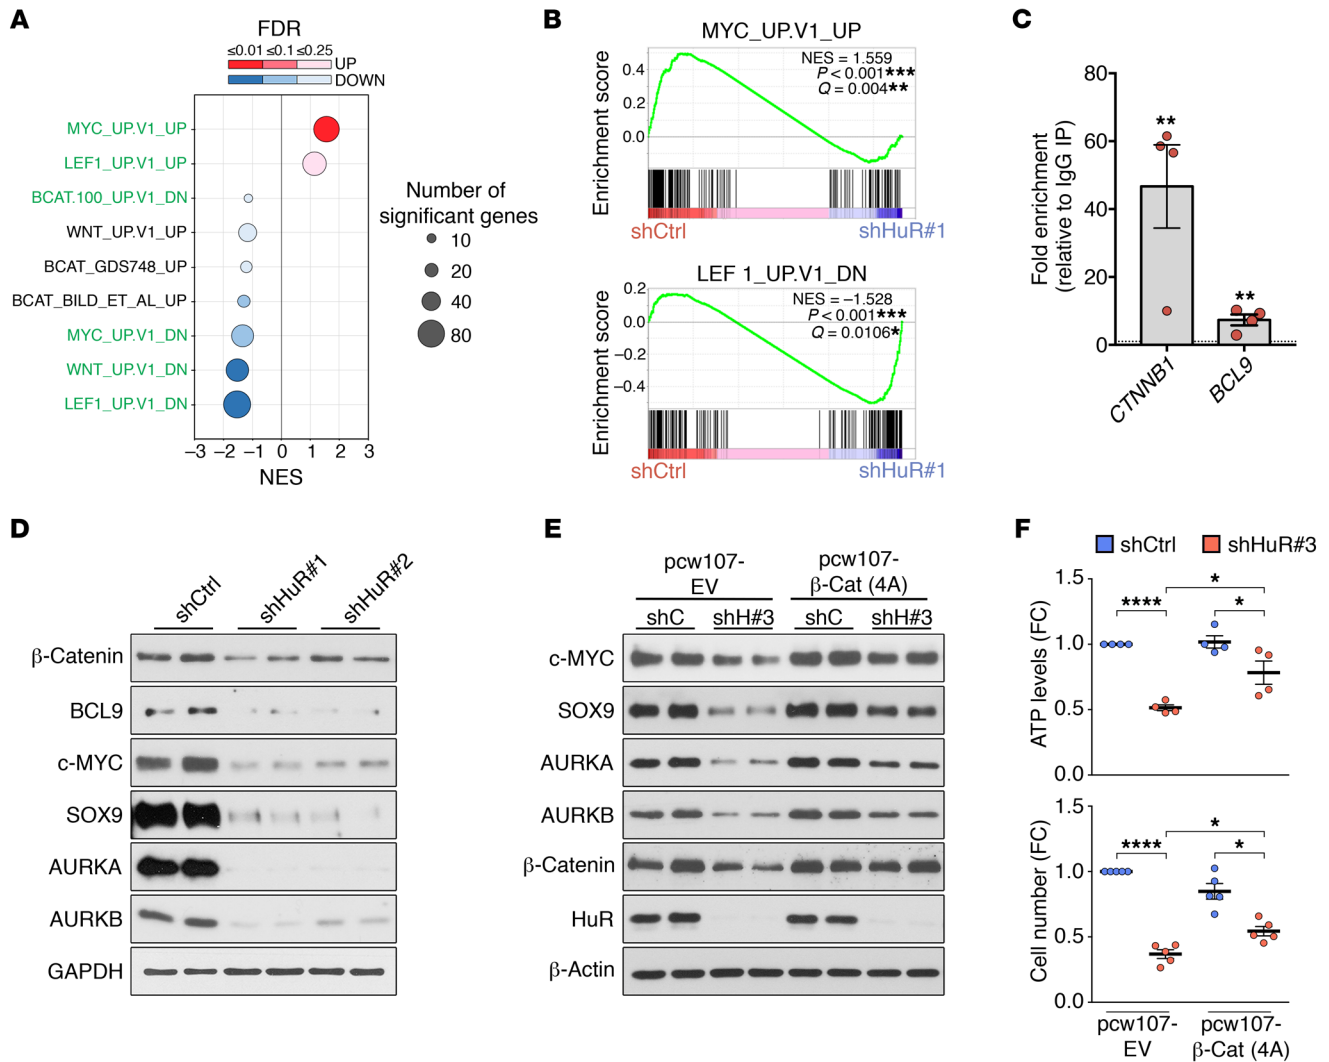 A
FDR
≤0.01 ≤0.1 ≤0.25
UP
DOWN
MYC_UP.V1_UP
LEF1_UP.V1_UP
BCAT.100_UP.V1_DN
WNT_UP.V1_UP
BCAT_GDS748_UP
BCAT_BILD_ET_AL_UP
MYC_UP.V1_DN
WNT_UP.V1_DN
LEF1_UP.V1_DN
−3 −2 −1 0 1 2 3
NES
Number of
significant genes
10
20
40
80
B
MYC_UP.V1_UP
Enrichment score
0.4
0.2
0.0
NES = 1.559
P < 0.001***
Q = 0.004**
shCtrl shHuR#1
LEF 1_UP.V1_DN
Enrichment score
0.2
0.0
−0.2
−0.4
NES = −1.528
P < 0.001***
Q = 0.0106*
shCtrl shHuR#1
C
Fold enrichment
(relative to IgG IP)
80
60
40
20
0
**
**
CTNNB1
BCL9
D
shCtrl
shHuR#1
shHuR#2
β-Catenin
BCL9
c-MYC
SOX9
AURKA
AURKB
GAPDH
E
pcw107-
EV
pcw107-
β-Cat (4A)
shC shH#3 shC shH#3
c-MYC
SOX9
AURKA
AURKB
β-Catenin
HuR
β-Actin
F
shCtrl shHuR#3
ATP levels (FC)
1.5
1.0
0.5
0.0
*
**** *
Cell number (FC)
1.5
1.0
0.5
0.0
*
**** *
pcw107-
EV
pcw107-
β-Cat (4A)